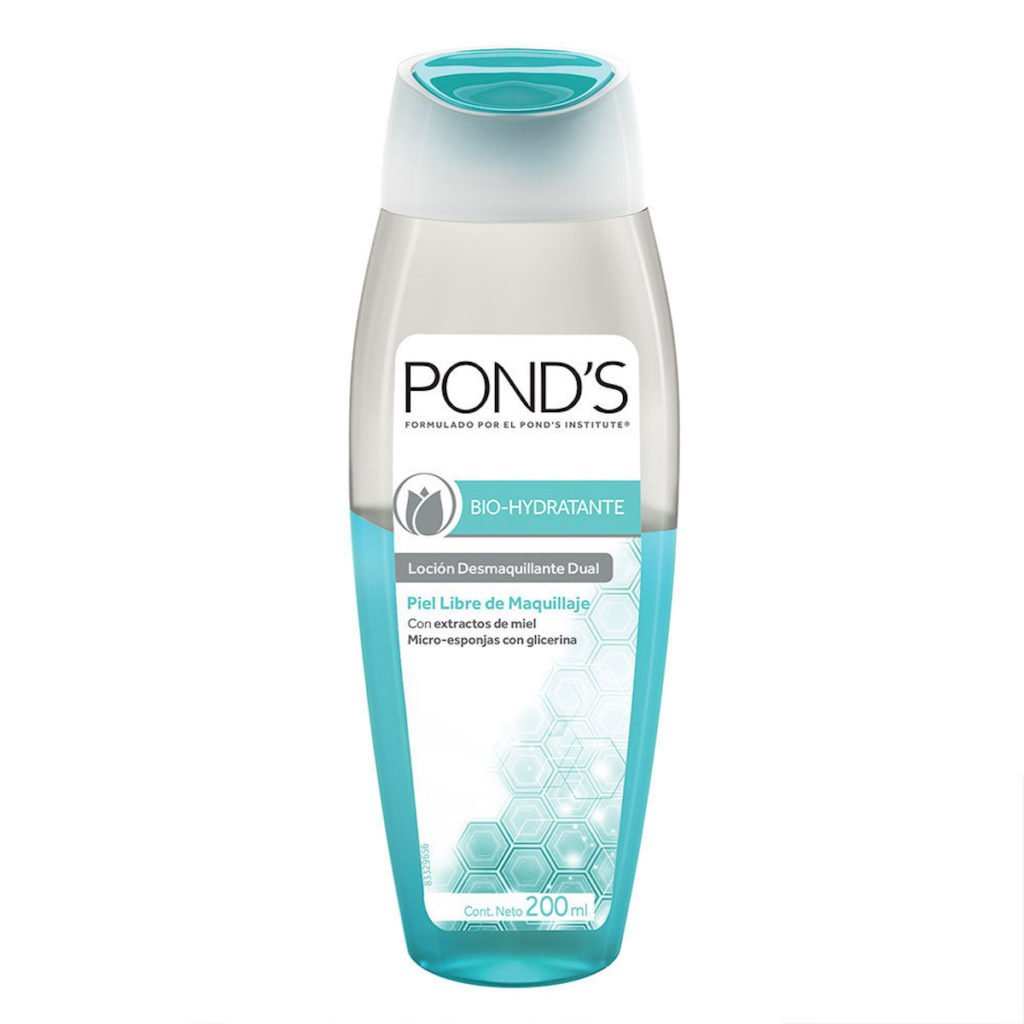 POND'S
FORMULADO POR EL POND'S INSTITUTE®
BIO-HYDRATANTE
Loción Desmaquillante Dual
Piel Libre de Maquillaje
Con extractos de miel
Micro-esponjas con glicerina
83329656
Cont. Neto 200 ml